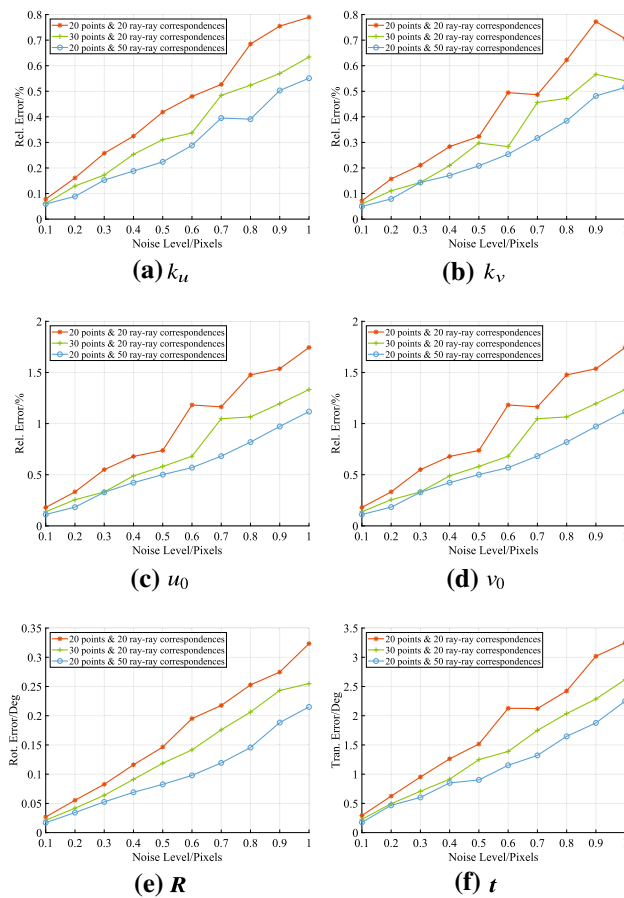 0.8
0.7
0.6
0.5
0.4
0.3
0.2
0.1
0
Rel. Error/%
20 points & 20 ray-ray correspondences
30 points & 20 ray-ray correspondences
20 points & 50 ray-ray correspondences
0.1 0.2 0.3 0.4 0.5 0.6 0.7 0.8 0.9 1
Noise Level/Pixels
(a) k_u
0.8
0.7
0.6
0.5
0.4
0.3
0.2
0.1
0
Rel. Error/%
20 points & 20 ray-ray correspondences
30 points & 20 ray-ray correspondences
20 points & 50 ray-ray correspondences
0.1 0.2 0.3 0.4 0.5 0.6 0.7 0.8 0.9 1
Noise Level/Pixels
(b) k_v
2
1.5
1
0.5
0
Rel. Error/%
20 points & 20 ray-ray correspondences
30 points & 20 ray-ray correspondences
20 points & 50 ray-ray correspondences
0.1 0.2 0.3 0.4 0.5 0.6 0.7 0.8 0.9 1
Noise Level/Pixels
(c) u_0
2
1.5
1
0.5
0
Rel. Error/%
20 points & 20 ray-ray correspondences
30 points & 20 ray-ray correspondences
20 points & 50 ray-ray correspondences
0.1 0.2 0.3 0.4 0.5 0.6 0.7 0.8 0.9 1
Noise Level/Pixels
(d) v_0
0.35
0.3
0.25
0.2
0.15
0.1
0.05
0
Rot. Error/Deg
20 points & 20 ray-ray correspondences
30 points & 20 ray-ray correspondences
20 points & 50 ray-ray correspondences
0.1 0.2 0.3 0.4 0.5 0.6 0.7 0.8 0.9 1
Noise Level/Pixels
(e) R
3.5
3
2.5
2
1.5
1
0.5
0
Tran. Error/Deg
20 points & 20 ray-ray correspondences
30 points & 20 ray-ray correspondences
20 points & 50 ray-ray correspondences
0.1 0.2 0.3 0.4 0.5 0.6 0.7 0.8 0.9 1
Noise Level/Pixels
(f) t